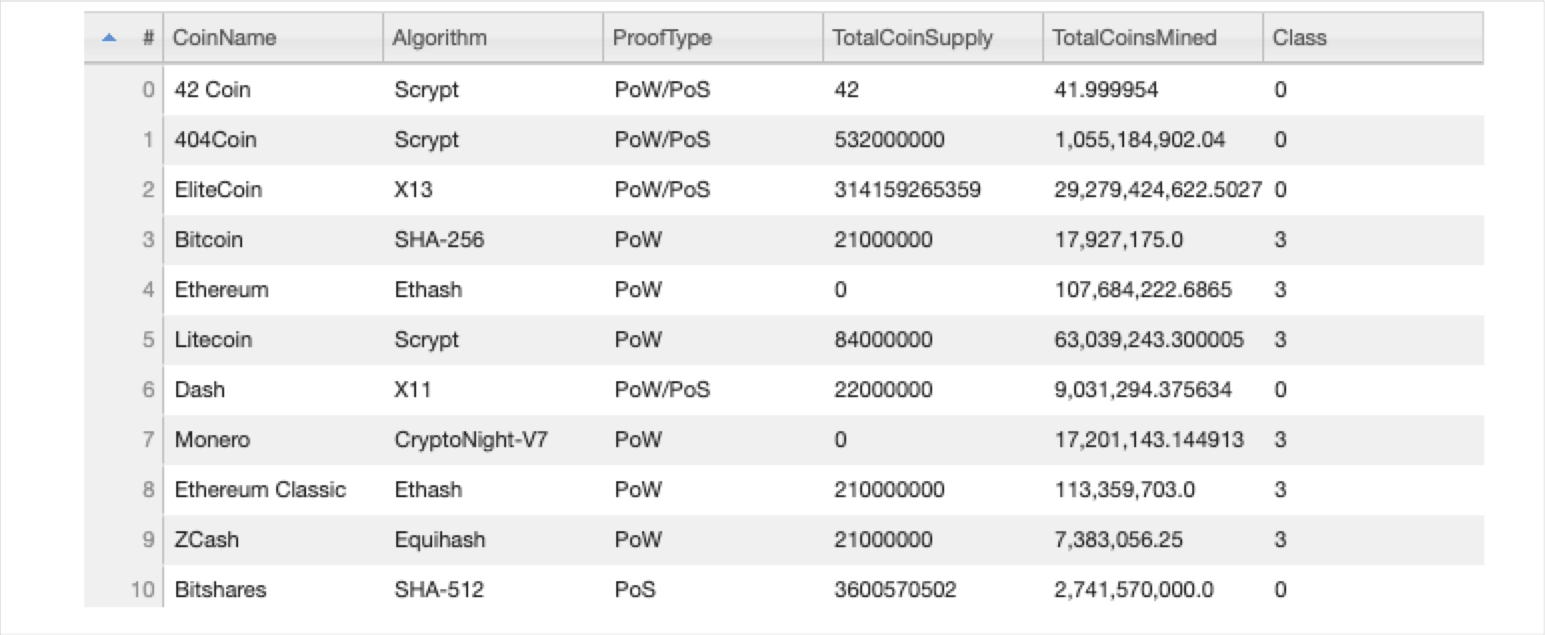 # CoinName Algorithm ProofType TotalCoinSupply TotalCoinsMined Class
0 42 Coin Scrypt PoW/PoS 42 41.999954 0
1 404Coin Scrypt PoW/PoS 532000000 1,055,184,902.04 0
2 EliteCoin X13 PoW/PoS 314159265359 29,279,424,622.5027 0
3 Bitcoin SHA-256 PoW 21000000 17,927,175.0 3
4 Ethereum Ethash PoW 0 107,684,222.6865 3
5 Litecoin Scrypt PoW 84000000 63,039,243.300005 3
6 Dash X11 PoW/PoS 22000000 9,031,294.375634 0
7 Monero CryptoNight-V7 PoW 0 17,201,143.144913 3
8 Ethereum Classic Ethash PoW 210000000 113,359,703.0 3
9 ZCash Equihash PoW 21000000 7,383,056.25 3
10 Bitshares SHA-512 PoS 3600570502 2,741,570,000.0 0